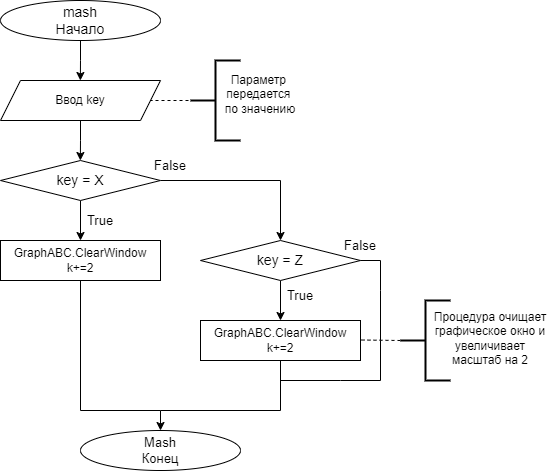 mash
Начало
Ввод key
Параметр
передается
по значению
key = X
False
True
GraphABC.ClearWindow
k+=2
key = Z
False
True
GraphABC.ClearWindow
k+=2
Процедура очищает
графическое окно и
увеличивает
масштаб на 2
Mash
Конец